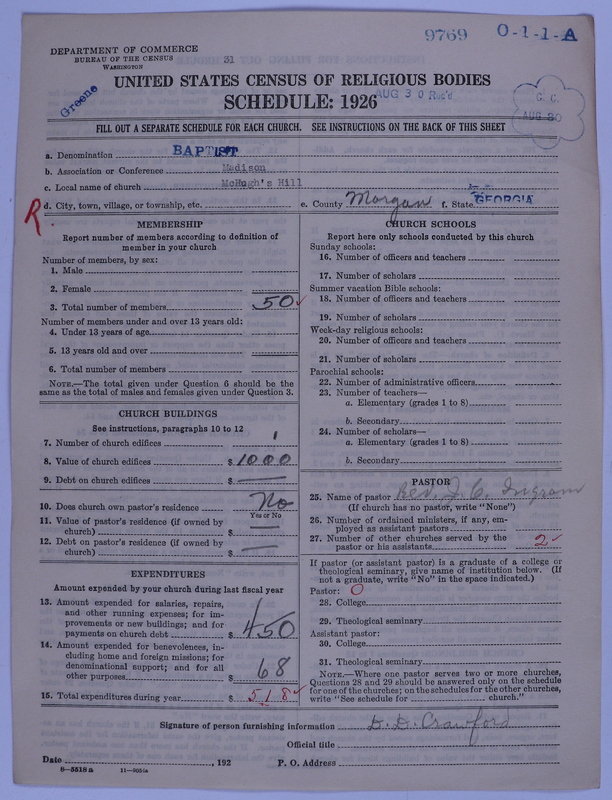 9769 O-1-1-A
DEPARTMENT OF COMMERCE
BUREAU OF THE CENSUS
WASHINGTON
31
Greene
UNITED STATES CENSUS OF RELIGIOUS BODIES
SCHEDULE: 1926
AUG 30 Rec'd
C. C.
AUG 30
FILL OUT A SEPARATE SCHEDULE FOR EACH CHURCH. SEE INSTRUCTIONS ON THE BACK OF THIS SHEET
a. Denomination BAPTIST
b. Association or Conference Madison
c. Local name of church McHugh's Hill
R d. City, town, village, or township, etc. e. County Morgan f. State GEORGIA
MEMBERSHIP
Report number of members according to definition of
member in your church
Number of members, by sex:
1. Male
2. Female
3. Total number of members 50 ✓
Number of members under and over 13 years old:
4. Under 13 years of age
5. 13 years old and over
6. Total number of members
NOTE.—The total given under Question 6 should be the
same as the total of males and females given under Question 3.
CHURCH BUILDINGS
See instructions, paragraphs 10 to 12
7. Number of church edifices 1
8. Value of church edifices $ 1000
9. Debt on church edifices $ —
10. Does church own pastor's residence No
Yes or No
11. Value of pastor's residence (if owned by
church) $ —
12. Debt on pastor's residence (if owned by
church) $ —
EXPENDITURES
Amount expended by your church during last fiscal year
13. Amount expended for salaries, repairs,
and other running expenses; for im-
provements or new buildings; and for
payments on church debt $ 450
14. Amount expended for benevolences, in-
cluding home and foreign missions; for
denominational support; and for all
other purposes $ 68
15. Total expenditures during year $ 518 ✓
CHURCH SCHOOLS
Report here only schools conducted by this church
Sunday schools:
16. Number of officers and teachers
17. Number of scholars
Summer vacation Bible schools:
18. Number of officers and teachers
19. Number of scholars
Week-day religious schools:
20. Number of officers and teachers
21. Number of scholars
Parochial schools:
22. Number of administrative officers
23. Number of teachers—
a. Elementary (grades 1 to 8)
b. Secondary
24. Number of scholars—
a. Elementary (grades 1 to 8)
b. Secondary
PASTOR
25. Name of pastor Rev. J. C. Ingram
(If church has no pastor, write "None")
26. Number of ordained ministers, if any, em-
ployed as assistant pastors
27. Number of other churches served by the
pastor or his assistants 2 ✓
If pastor (or assistant pastor) is a graduate of a college or
theological seminary, give name of institution below. (If
not a graduate, write "No" in the space indicated.)
Pastor: O
28. College
29. Theological seminary
Assistant pastor:
30. College
31. Theological seminary
NOTE.—Where one pastor serves two or more churches,
Questions 28 and 29 should be answered only on the schedule
for one of the churches; on the schedules for the other churches,
write "See schedule for church."
Signature of person furnishing information D. D. Crawford
Official title
Date , 192 P. O. Address
8—5518 a 11—9051a